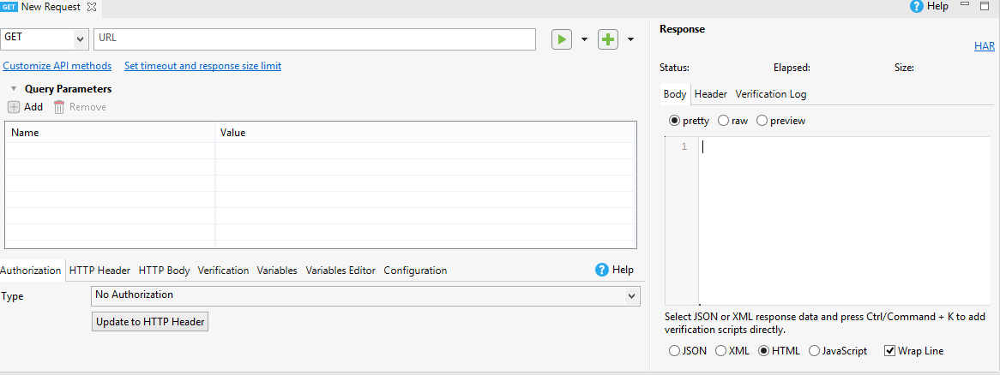 GET New Request
Help
GET
URL
Customize API methods
Set timeout and response size limit
Query Parameters
Add
Remove
Name
Value
Authorization
HTTP Header
HTTP Body
Verification
Variables
Variables Editor
Configuration
Help
Type
No Authorization
Update to HTTP Header
Response
HAR
Status:
Elapsed:
Size:
Body
Header
Verification Log
pretty
raw
preview
1
Select JSON or XML response data and press Ctrl/Command + K to add
verification scripts directly.
JSON
XML
HTML
JavaScript
Wrap Line